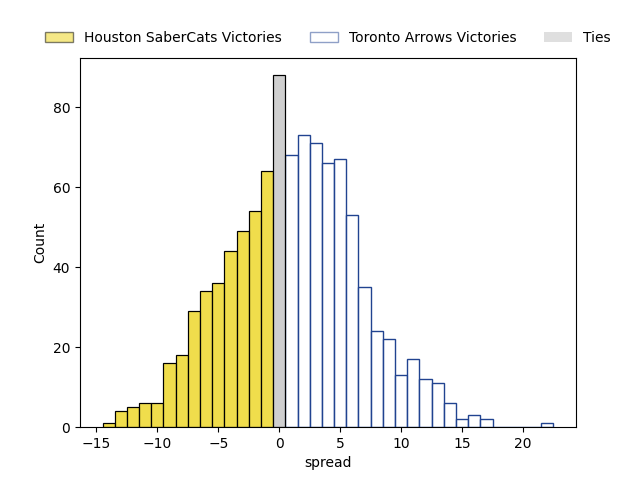 Houston SaberCats Victories Toronto Arrows Victories Ties
80
60
40
20
0
Count
−15 −10 −5 0 5 10 15 20
spread